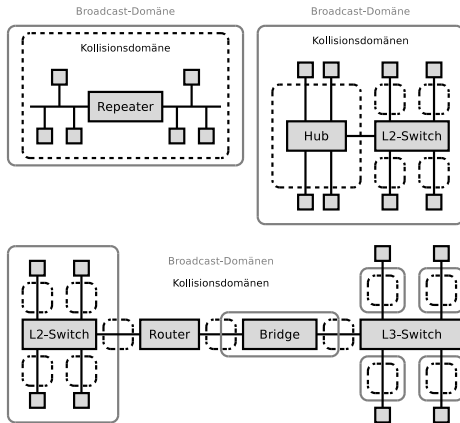 Broadcast-Domäne
Kollisionsdomäne
Repeater
Broadcast-Domäne
Kollisionsdomänen
Hub
L2-Switch
Broadcast-Domänen
Kollisionsdomänen
L2-Switch
Router
Bridge
L3-Switch